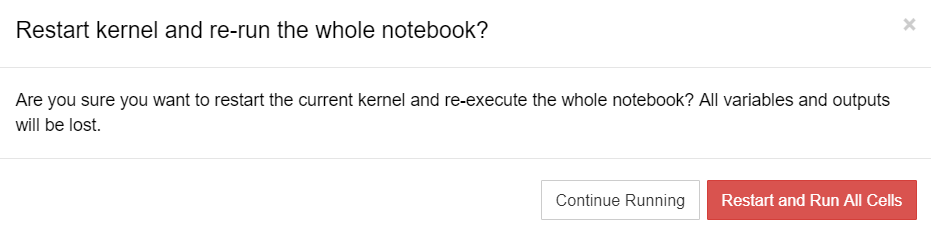 Restart kernel and re-run the whole notebook?
×
Are you sure you want to restart the current kernel and re-execute the whole notebook? All variables and outputs
will be lost.
Continue Running
Restart and Run All Cells